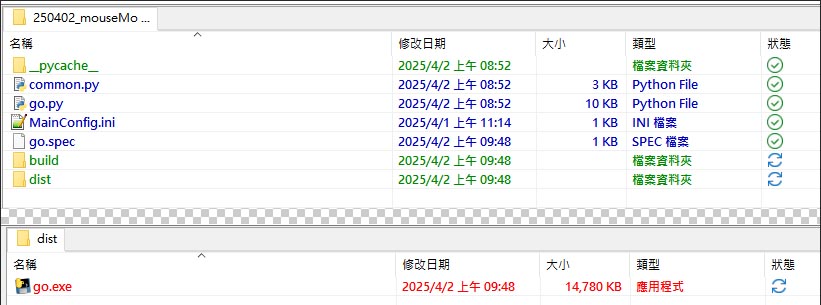 250402_mouseMo ...
名稱 修改日期 大小 類型 狀態
__pycache__ 2025/4/2 上午 08:52 檔案資料夾
common.py 2025/4/2 上午 08:52 3 KB Python File
go.py 2025/4/2 上午 08:52 10 KB Python File
MainConfig.ini 2025/4/1 上午 11:14 1 KB INI 檔案
go.spec 2025/4/2 上午 09:48 1 KB SPEC 檔案
build 2025/4/2 上午 09:48 檔案資料夾
dist 2025/4/2 上午 09:48 檔案資料夾
dist
名稱 修改日期 大小 類型 狀態
go.exe 2025/4/2 上午 09:48 14,780 KB 應用程式